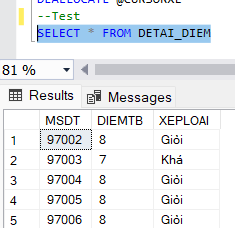 DEALLOCATE @CURSORXL
--Test
SELECT * FROM DETAI_DIEM
81 %
Results Messages
MSDT DIEMTB XEPLOAI
1 97002 8 Giỏi
2 97003 7 Khá
3 97004 8 Giỏi
4 97005 8 Giỏi
5 97006 8 Giỏi